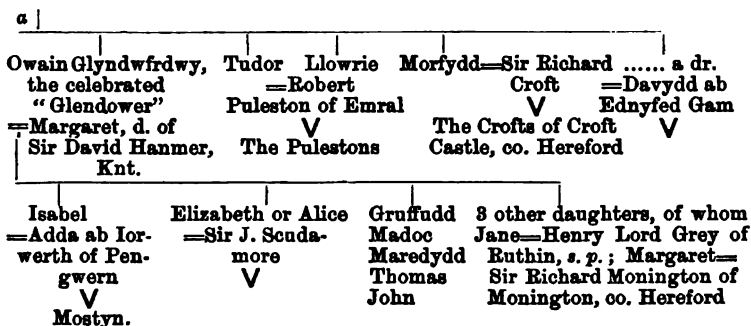 a
Owain Glyndwfrdwy, Tudor Llowrie Morfydd=Sir Richard ...... a dr.
the celebrated =Robert Croft =Davydd ab
"Glendower" Puleston of Emral V Ednyfed Gam
=Margaret, d. of V The Crofts of Croft V
Sir David Hanmer, The Pulestons Castle, co. Hereford
Knt.
Isabel Elizabeth or Alice Gruffudd 3 other daughters, of whom
=Adda ab Ior- =Sir J. Scuda- Madoc Jane=Henry Lord Grey of
werth of Pen- more Maredydd Ruthin, s. p.; Margaret=
gwern V Thomas Sir Richard Monington of
V John Monington, co. Hereford
Mostyn.